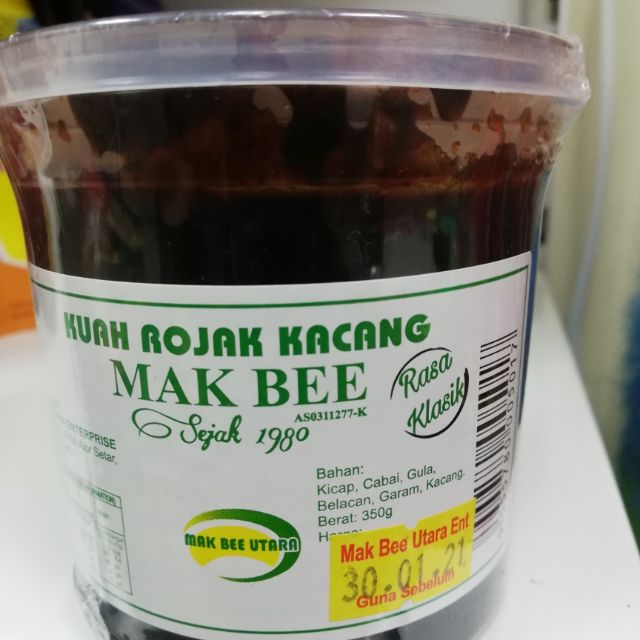 KUAH ROJAK KACANG
MAK BEE
AS0311277-K
Sejak 1980
Rasa
Klasik
ENTERPRISE
Alor Setar,
Bahan:
Kicap, Cabai, Gula,
Belacan, Garam, Kacang.
Berat: 350g
MAK BEE UTARA
Mak Bee Utara Ent
30.01.21
Guna Sebelum